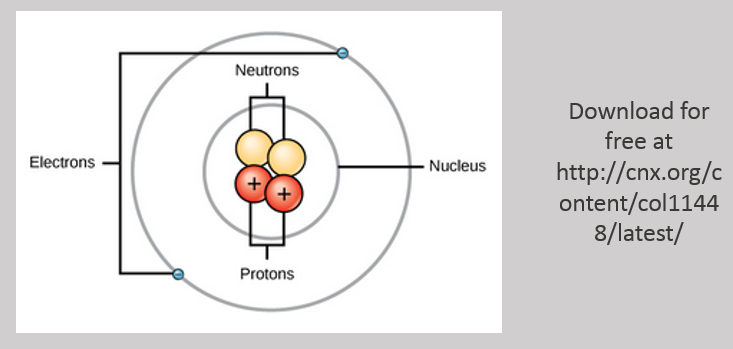 Neutrons
Electrons
Nucleus
+
+
Protons
Download for
free at
http://cnx.org/c
ontent/col1144
8/latest/